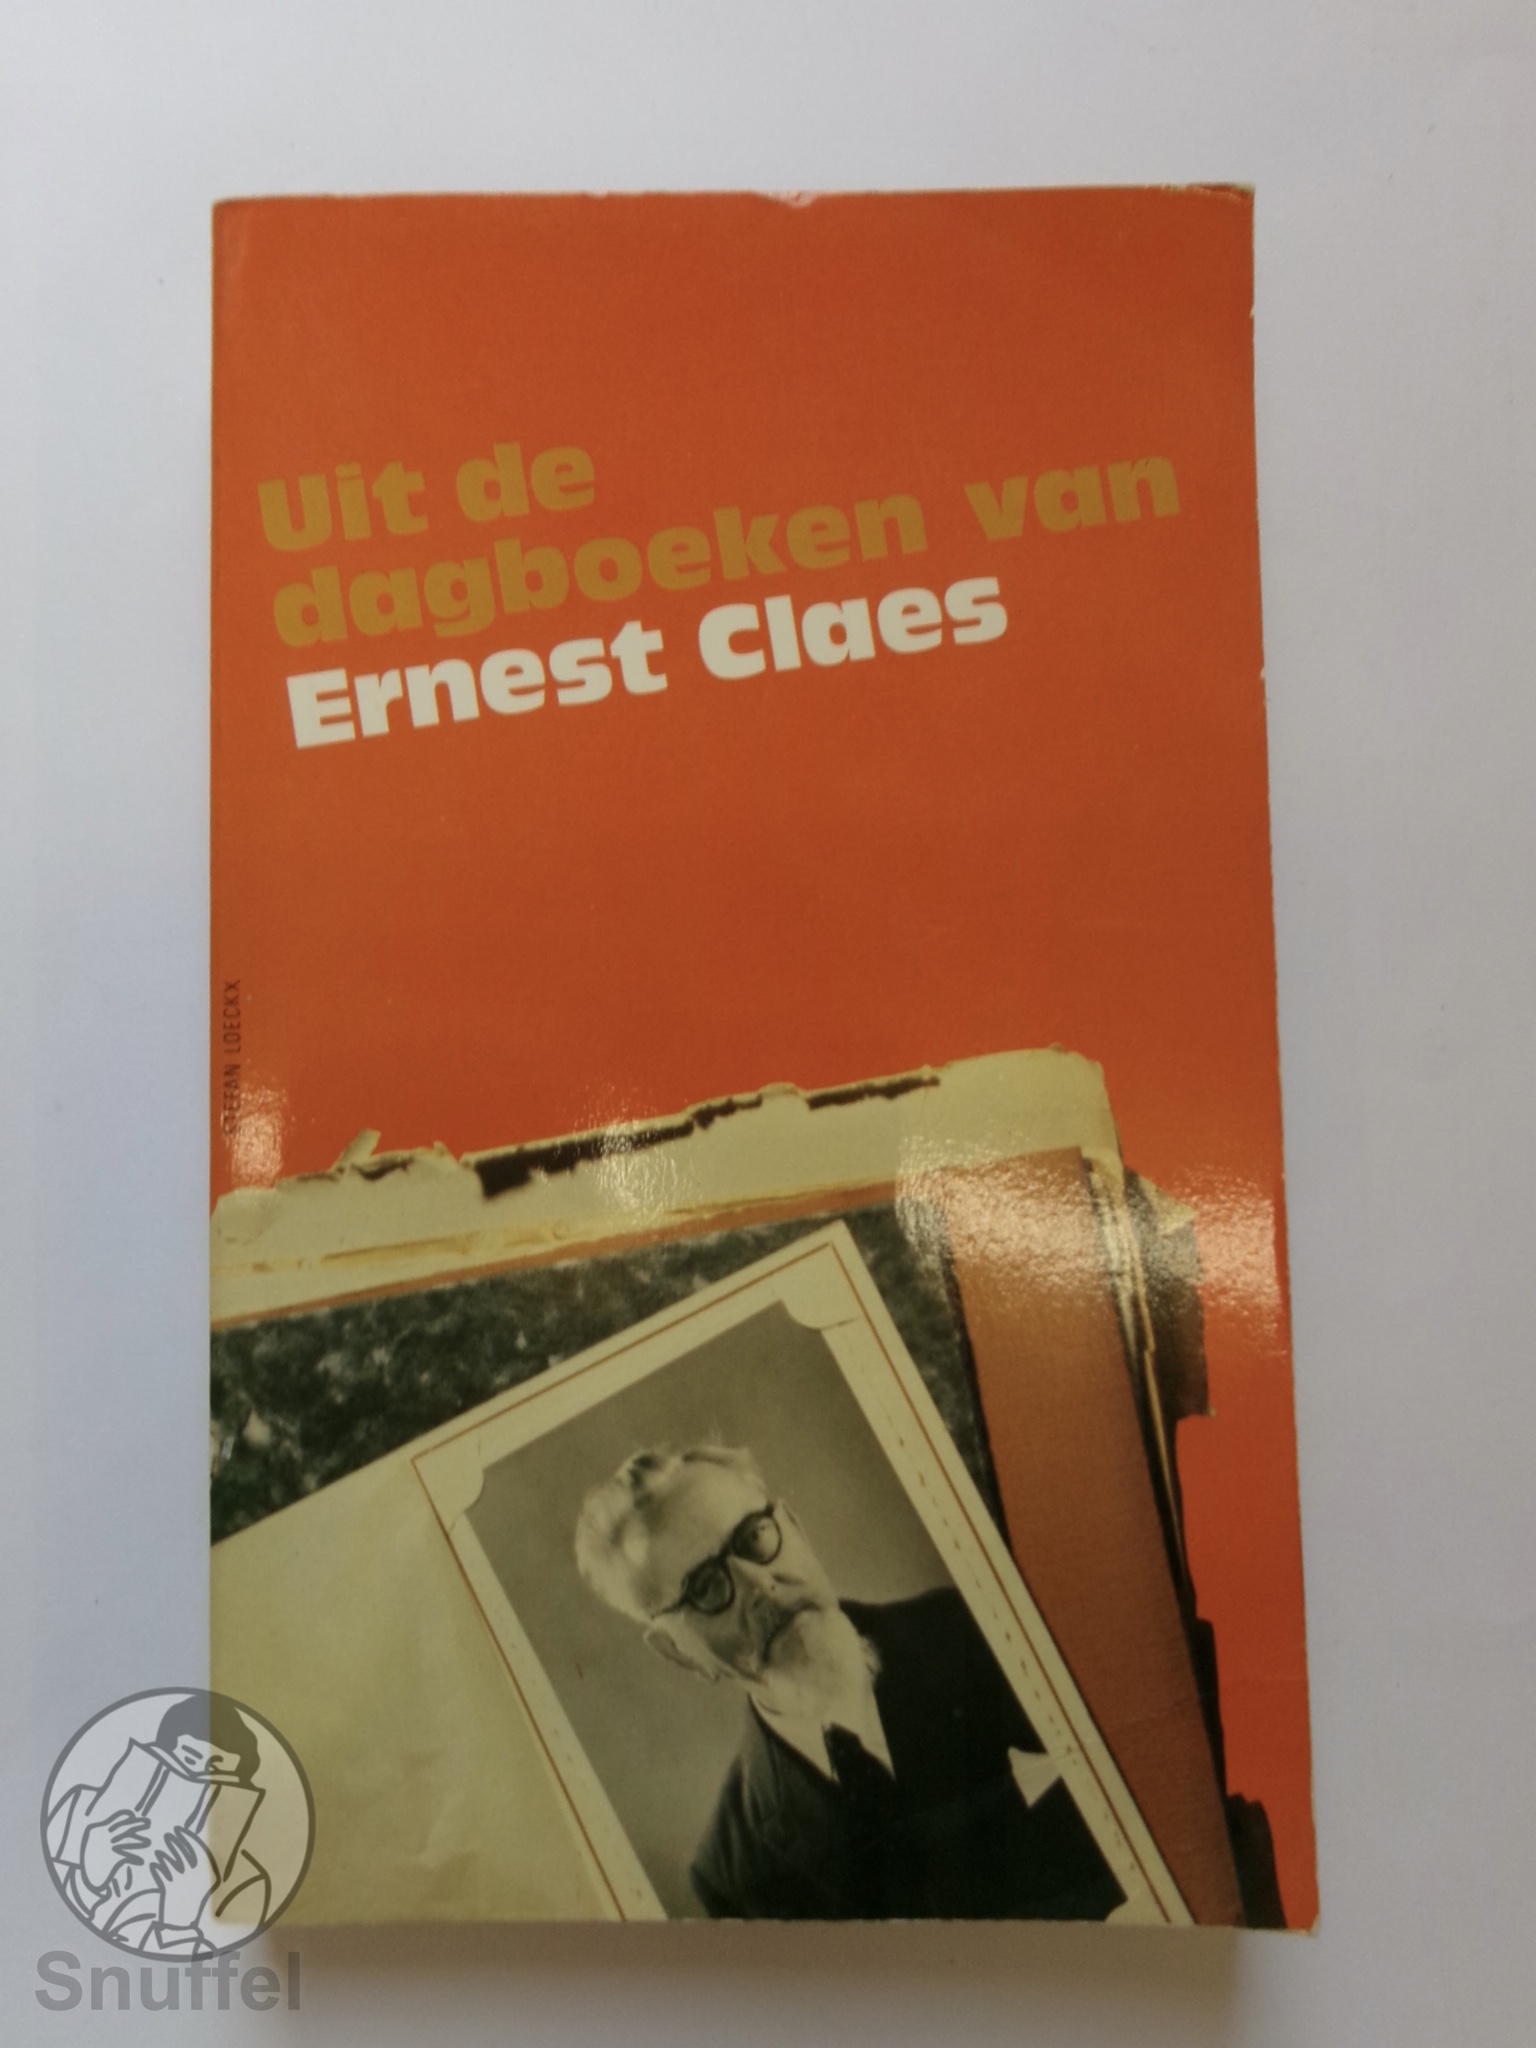 Uit de
dagboeken van
Ernest Claes
STEFAN LOECKX
Snuffel